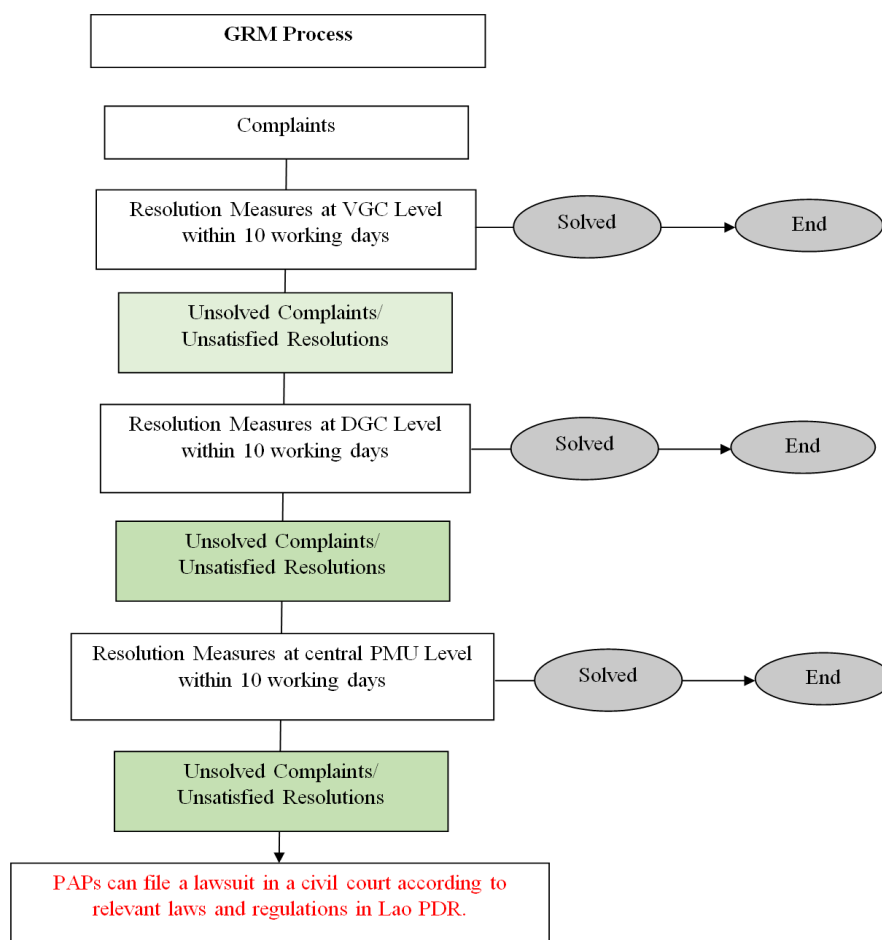 GRM Process
Complaints
Resolution Measures at VGC Level
within 10 working days
Solved
End
Unsolved Complaints/
Unsatisfied Resolutions
Resolution Measures at DGC Level
within 10 working days
Solved
End
Unsolved Complaints/
Unsatisfied Resolutions
Resolution Measures at central PMU Level
within 10 working days
Solved
End
Unsolved Complaints/
Unsatisfied Resolutions
PAPs can file a lawsuit in a civil court according to
relevant laws and regulations in Lao PDR.